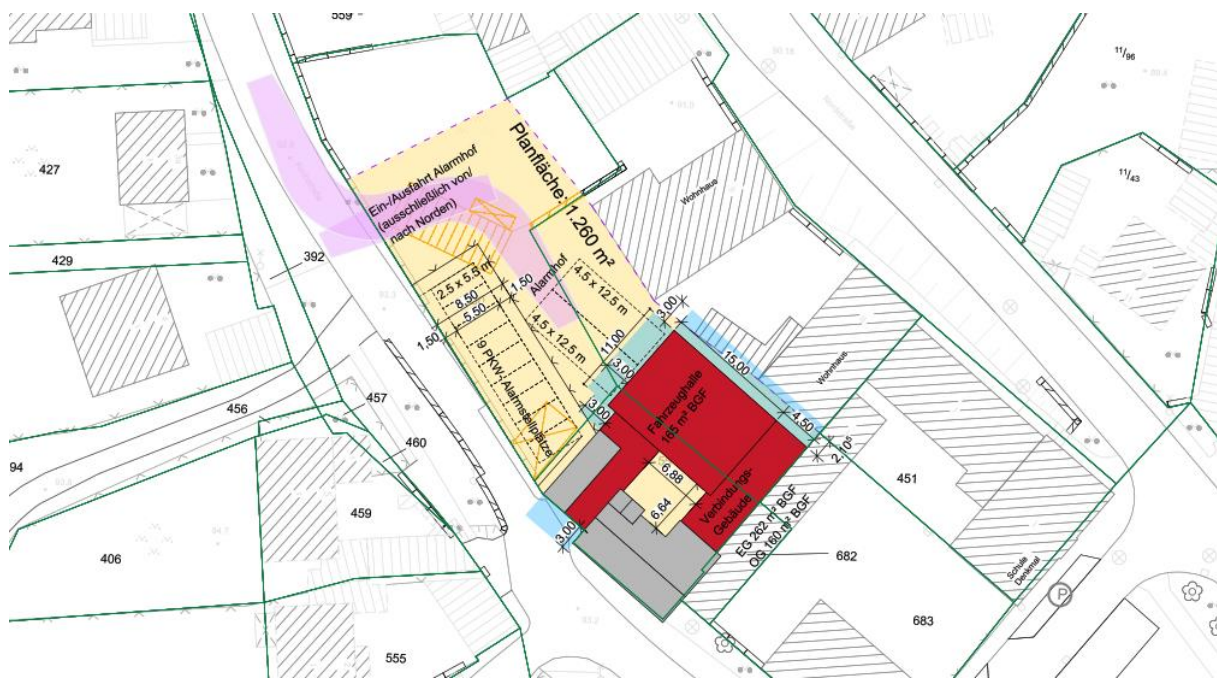 559
11/96
427
11/43
Planfläche: 1.260 m²
Ein-/Ausfahrt Alarmhof
(ausschließlich von/
nach Norden)
Wohnhaus
429
392
2.5 x 5.5 m
8,50
5,50
1,50
1,50
Alarmhof
4.5 x 12.5 m
4.5 x 12.5 m
11,00
3,00
3,00
3,00
15,00
4,50
2,10⁵
Wohnhaus
9 PKW-Alarmstellplätze
Fahrzeughalle
165 m² BGF
6,88
6,64
Verbindungs-
Gebäude
EG 262 m² BGF
OG 160 m² BGF
3,00
457
456
460
94
459
406
451
682
683
555
Schule
Denkmal
P